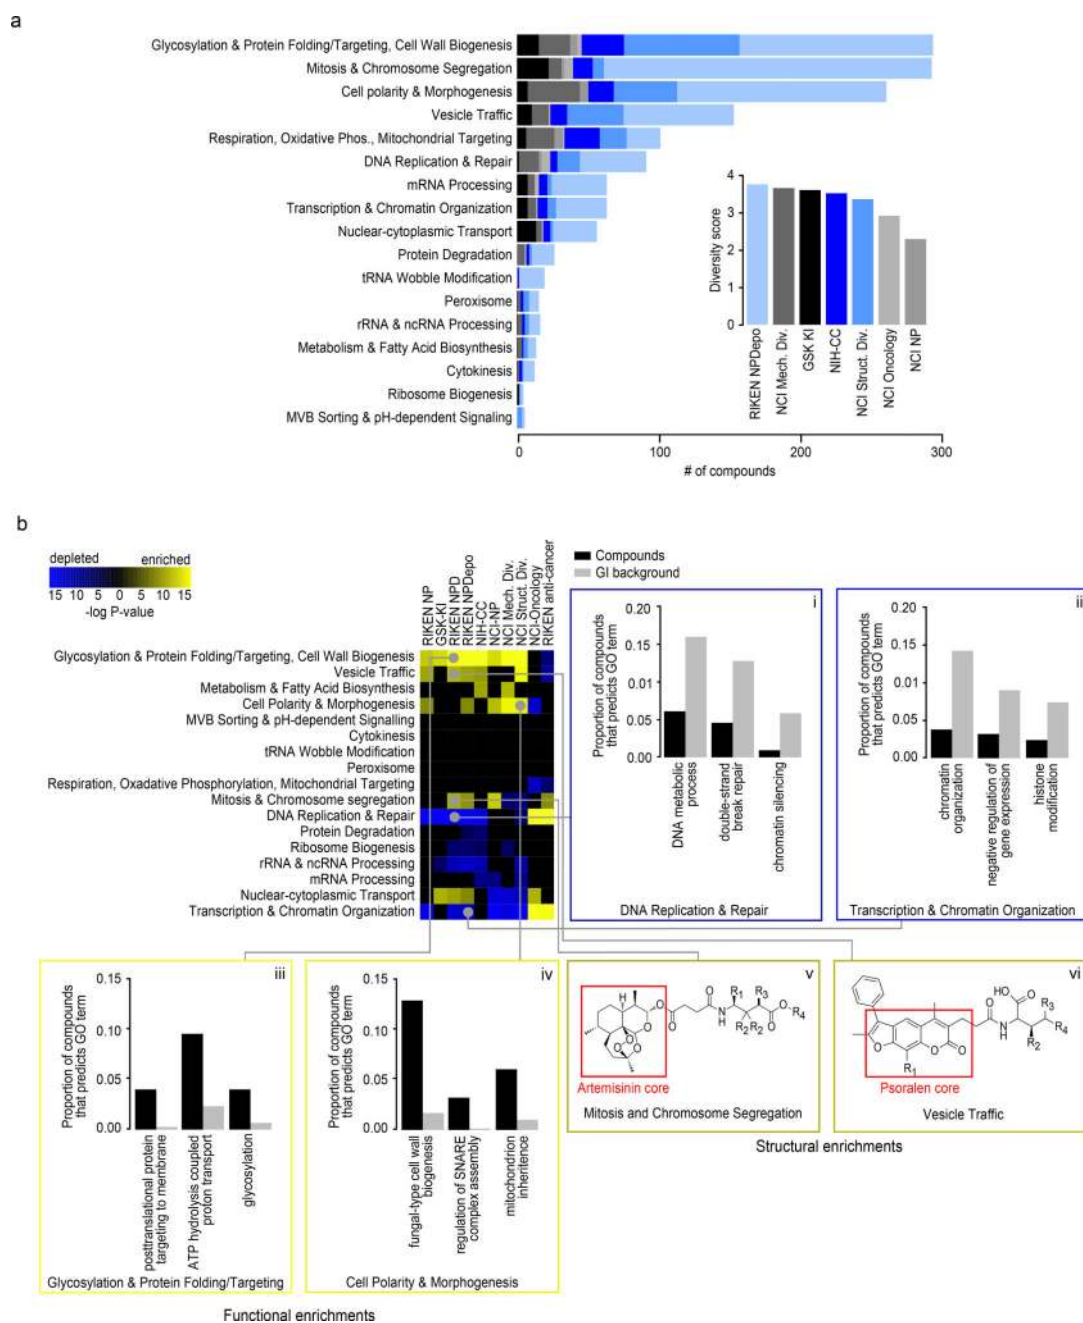 a
Glycosylation & Protein Folding/Targeting, Cell Wall Biogenesis
Mitosis & Chromosome Segregation
Cell polarity & Morphogenesis
Vesicle Traffic
Respiration, Oxidative Phos., Mitochondrial Targeting
DNA Replication & Repair
mRNA Processing
Transcription & Chromatin Organization
Nuclear-cytoplasmic Transport
Protein Degradation
tRNA Wobble Modification
Peroxisome
rRNA & ncRNA Processing
Metabolism & Fatty Acid Biosynthesis
Cytokinesis
Ribosome Biogenesis
MVB Sorting & pH-dependent Signaling
0 100 200 300
# of compounds
Diversity score
4
3
2
1
0
RIKEN NPDepo
NCI Mech. Div.
GSK KI
NIH-CC
NCI Struct. Div.
NCI Oncology
NCI NP
b
depleted enriched
15 10 5 0 5 10 15
-log P-value
RIKEN NP
GSK-KI
RIKEN NPD
RIKEN NPDepo
NIH-CC
NCI-NP
NCI Mech. Div.
NCI Struct. Div.
NCI-Oncology
RIKEN anti-cancer
Glycosylation & Protein Folding/Targeting, Cell Wall Biogenesis
Vesicle Traffic
Metabolism & Fatty Acid Biosynthesis
Cell Polarity & Morphogenesis
MVB Sorting & pH-dependent Signalling
Cytokinesis
tRNA Wobble Modification
Peroxisome
Respiration, Oxadative Phosphorylation, Mitochondrial Targeting
Mitosis & Chromosome segregation
DNA Replication & Repair
Protein Degradation
Ribosome Biogenesis
rRNA & ncRNA Processing
mRNA Processing
Nuclear-cytoplasmic Transport
Transcription & Chromatin Organization
Compounds
GI background
i
Proportion of compounds
that predicts GO term
0.20
0.15
0.10
0.05
0.00
DNA metabolic
process
double-strand
break repair
chromatin silencing
DNA Replication & Repair
ii
Proportion of compounds
that predicts GO term
0.20
0.15
0.10
0.05
0.00
chromatin
organization
negative regulation of
gene expression
histone
modification
Transcription & Chromatin Organization
iii
Proportion of compounds
that predicts GO term
0.15
0.10
0.05
0.00
posttranslational protein
targeting to membrane
ATP hydrolysis coupled
proton transport
glycosylation
Glycosylation & Protein Folding/Targeting
iv
Proportion of compounds
that predicts GO term
0.15
0.10
0.05
0.00
fungal-type cell wall
biogenesis
regulation of SNARE
complex assembly
mitochondrion
inheritence
Cell Polarity & Morphogenesis
Functional enrichments
v
H
O
O
O
O
O
O
O
N
H
R1
R3
R2 R2
O
O
R4
Artemisinin core
Mitosis and Chromosome Segregation
vi
O
O
O
R1
O
N
H
HO
O
R3
R4
R2
Psoralen core
Vesicle Traffic
Structural enrichments